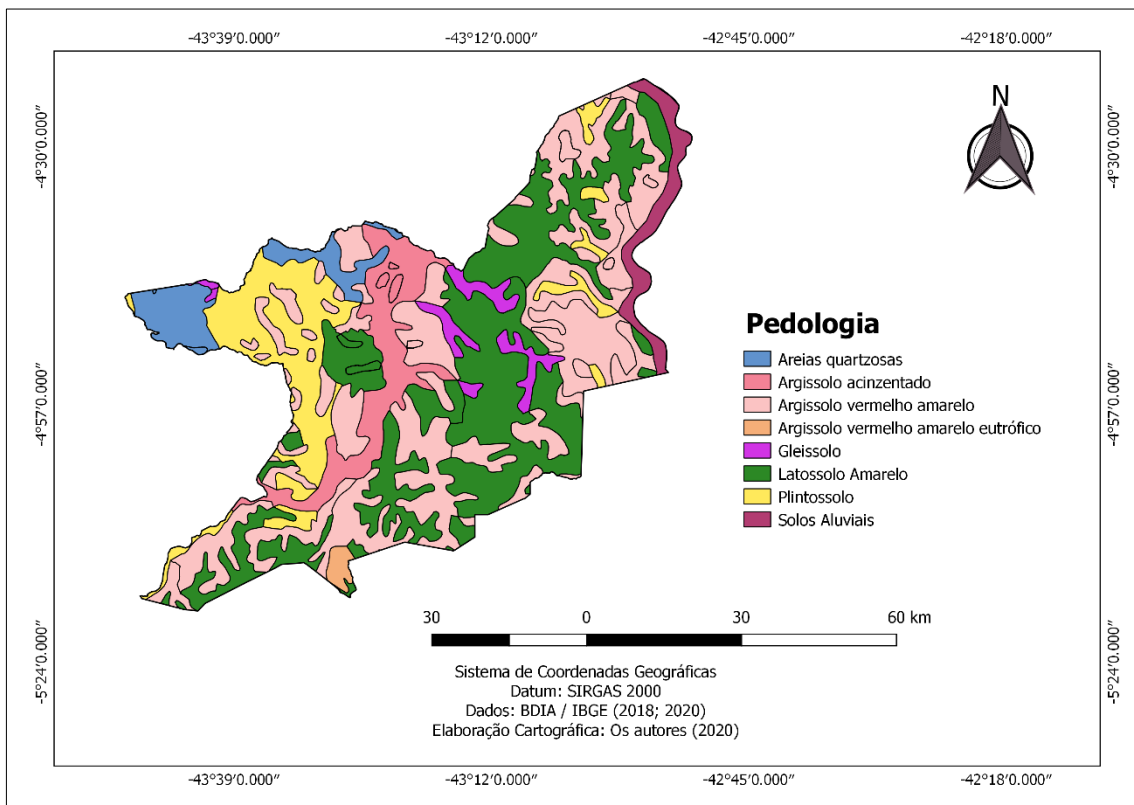 -43°39'0.000" -43°12'0.000" -42°45'0.000" -42°18'0.000"
N
-4°30'0.000" -4°30'0.000"
-4°57'0.000" -4°57'0.000"
-5°24'0.000" -5°24'0.000"
Pedologia
Areias quartzosas
Argissolo acinzentado
Argissolo vermelho amarelo
Argissolo vermelho amarelo eutrófico
Gleissolo
Latossolo Amarelo
Plintossolo
Solos Aluviais
30 0 30 60 km
Sistema de Coordenadas Geográficas
Datum: SIRGAS 2000
Dados: BDIA / IBGE (2018; 2020)
Elaboração Cartográfica: Os autores (2020)
-43°39'0.000" -43°12'0.000" -42°45'0.000" -42°18'0.000"